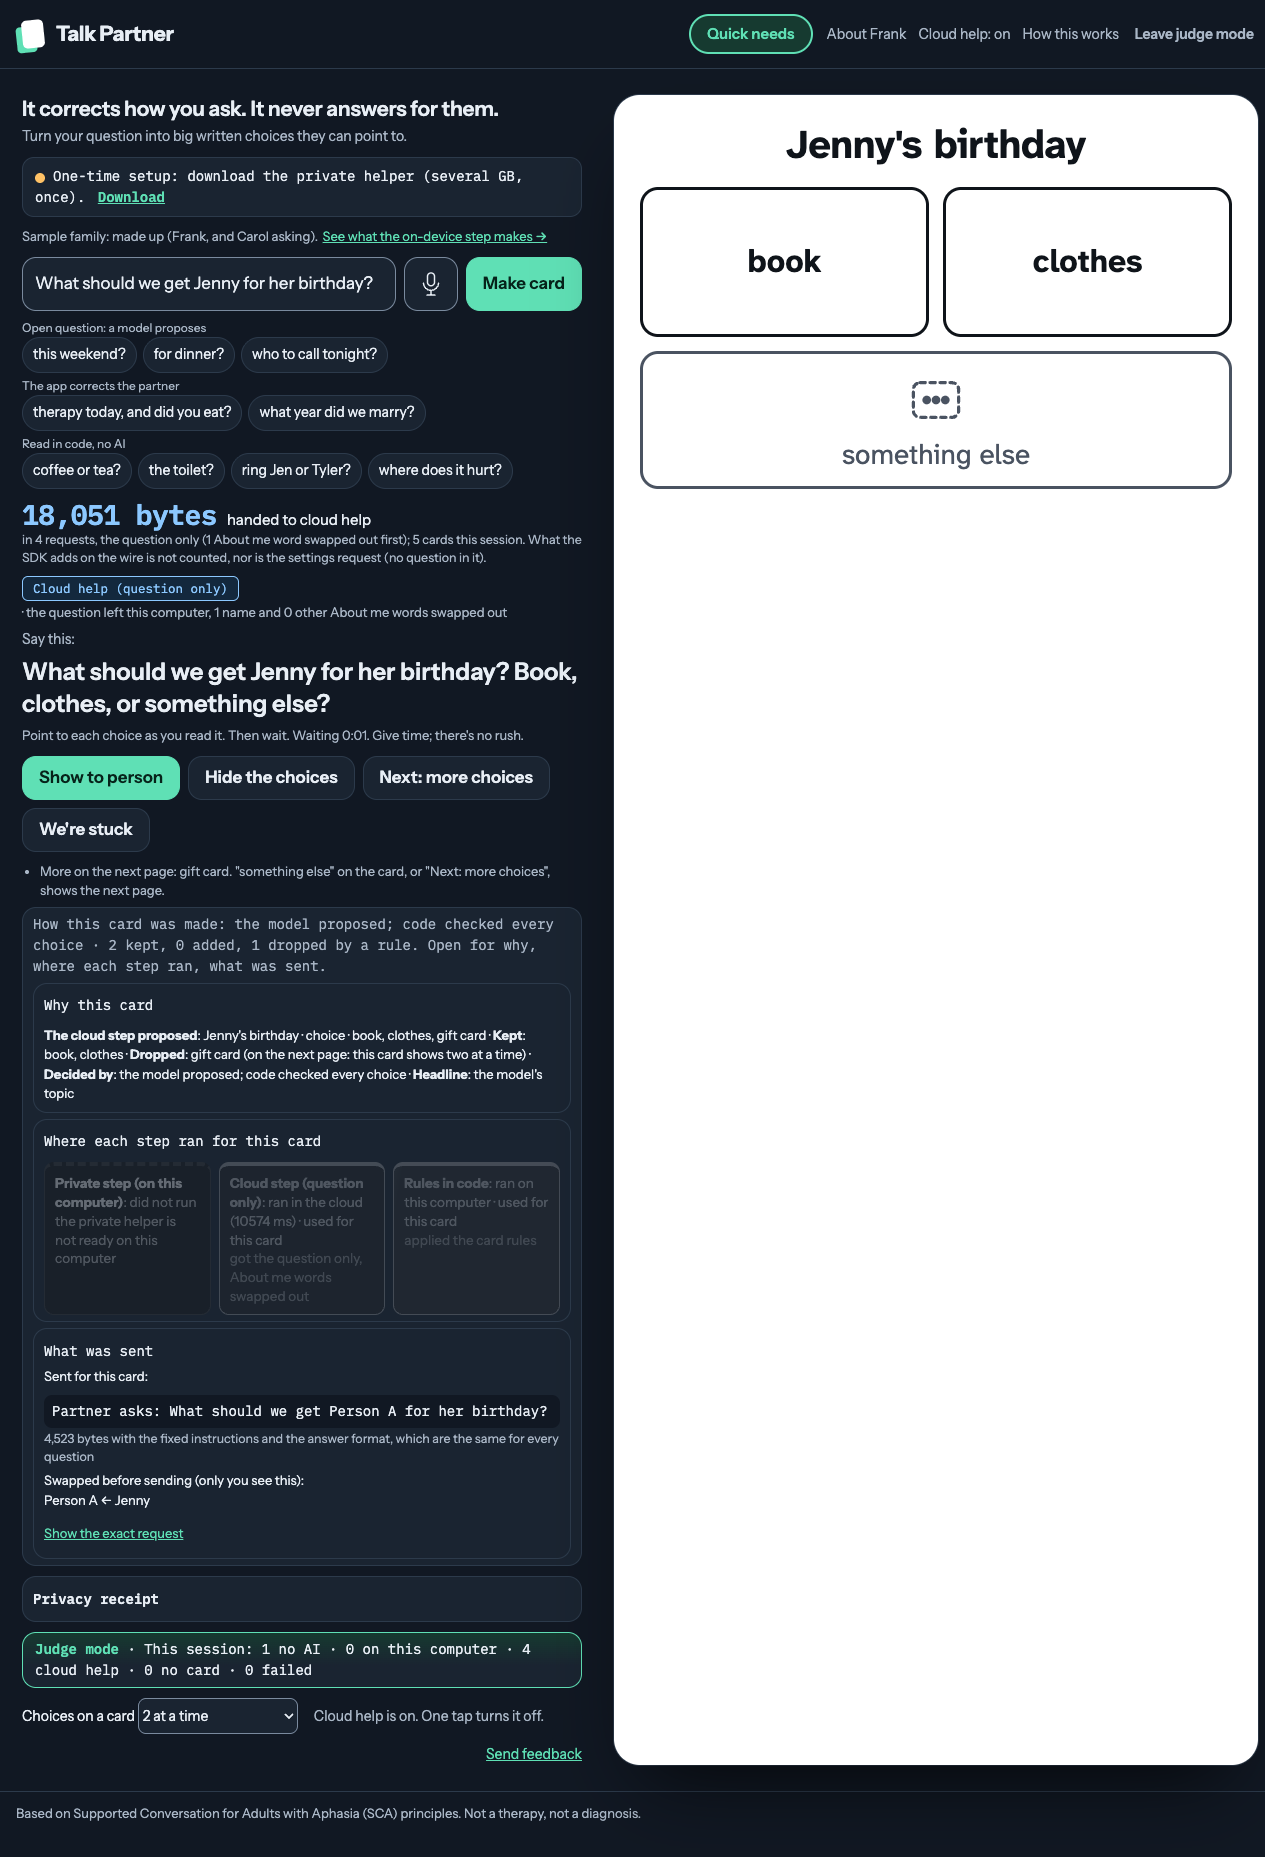 Talk Partner
Quick needs
About Frank
Cloud help: on
How this works
Leave judge mode
It corrects how you ask. It never answers for them.
Turn your question into big written choices they can point to.
One-time setup: download the private helper (several GB,
once). Download
Sample family: made up (Frank, and Carol asking). See what the on-device step makes →
What should we get Jenny for her birthday?
Make card
Open question: a model proposes
this weekend?
for dinner?
who to call tonight?
The app corrects the partner
therapy today, and did you eat?
what year did we marry?
Read in code, no AI
coffee or tea?
the toilet?
ring Jen or Tyler?
where does it hurt?
18,051 bytes handed to cloud help
in 4 requests, the question only (1 About me word swapped out first); 5 cards this session. What the
SDK adds on the wire is not counted, nor is the settings request (no question in it).
Cloud help (question only)
· the question left this computer, 1 name and 0 other About me words swapped out
Say this:
What should we get Jenny for her birthday? Book,
clothes, or something else?
Point to each choice as you read it. Then wait. Waiting 0:01. Give time; there's no rush.
Show to person
Hide the choices
Next: more choices
We're stuck
• More on the next page: gift card. "something else" on the card, or "Next: more choices",
shows the next page.
How this card was made: the model proposed; code checked every
choice · 2 kept, 0 added, 1 dropped by a rule. Open for why,
where each step ran, what was sent.
Why this card
The cloud step proposed: Jenny's birthday · choice · book, clothes, gift card · Kept:
book, clothes · Dropped: gift card (on the next page: this card shows two at a time) ·
Decided by: the model proposed; code checked every choice · Headline: the model's
topic
Where each step ran for this card
Private step (on this
computer): did not run
the private helper is
not ready on this
computer
Cloud step (question
only): ran in the cloud
(10574 ms) · used for
this card
got the question only,
About me words
swapped out
Rules in code: ran on
this computer · used for
this card
applied the card rules
What was sent
Sent for this card:
Partner asks: What should we get Person A for her birthday?
4,523 bytes with the fixed instructions and the answer format, which are the same for every
question
Swapped before sending (only you see this):
Person A ← Jenny
Show the exact request
Privacy receipt
Judge mode · This session: 1 no AI · 0 on this computer · 4
cloud help · 0 no card · 0 failed
Choices on a card
2 at a time
Cloud help is on. One tap turns it off.
Send feedback
Jenny's birthday
book
clothes
something else
Based on Supported Conversation for Adults with Aphasia (SCA) principles. Not a therapy, not a diagnosis.